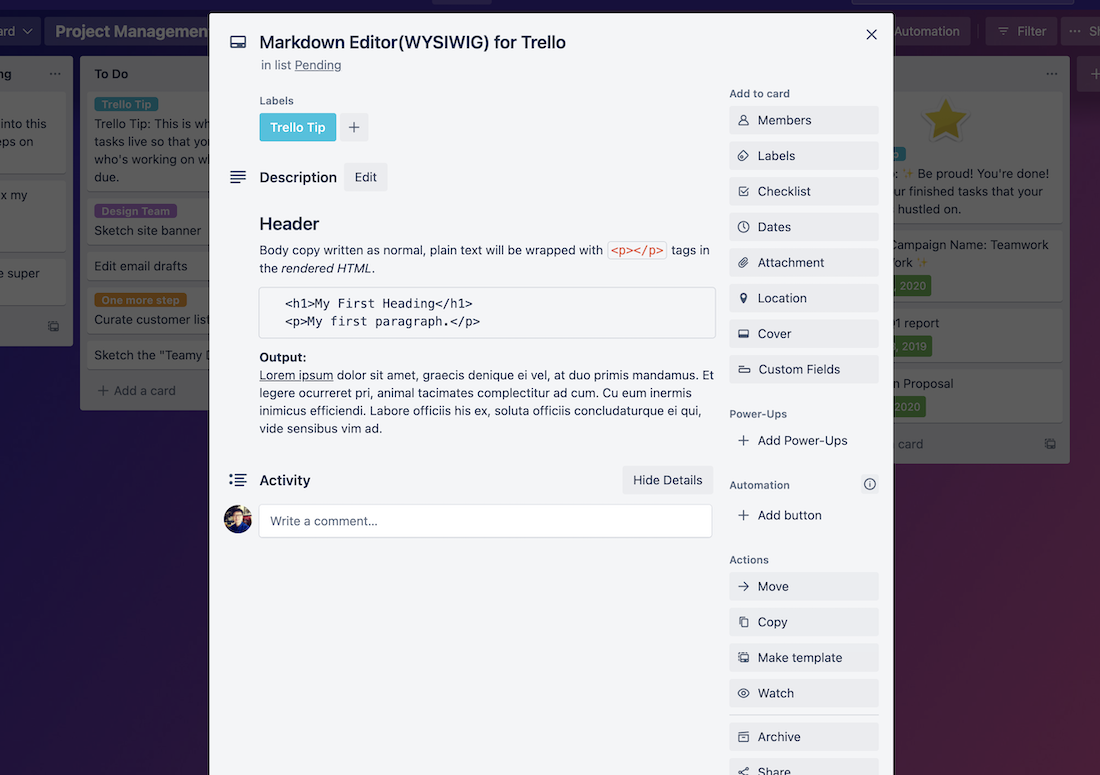 ard
Project Managemen
Automation
Filter
S
ng
into this
eps on
x my
e super
To Do
Trello Tip
Trello Tip: This is wh
tasks live so that yo
who's working on w
due.
Design Team
Sketch site banner
Edit email drafts
One more step
Curate customer list
Sketch the "Teamy
Add a card
Markdown Editor(WYSIWIG) for Trello
in list Pending
Labels
Trello Tip
Description
Edit
Header
Body copy written as normal, plain text will be wrapped with <p></p> tags in
the rendered HTML.
<h1>My First Heading</h1>
<p>My first paragraph.</p>
Output:
Lorem ipsum dolor sit amet, graecis denique ei vel, at duo primis mandamus. Et
legere ocurreret pri, animal tacimates complectitur ad cum. Cu eum inermis
inimicus efficiendi. Labore officiis his ex, soluta officiis concludaturque ei qui,
vide sensibus vim ad.
Activity
Hide Details
Write a comment...
Add to card
Members
Labels
Checklist
Dates
Attachment
Location
Cover
Custom Fields
Power-Ups
Add Power-Ups
Automation
Add button
Actions
Move
Copy
Make template
Watch
Archive
Share
p
: ✨ Be proud! You're done!
ur finished tasks that your
hustled on.
Campaign Name: Teamwork
Work ✨
, 2020
1 report
, 2019
n Proposal
2020
card